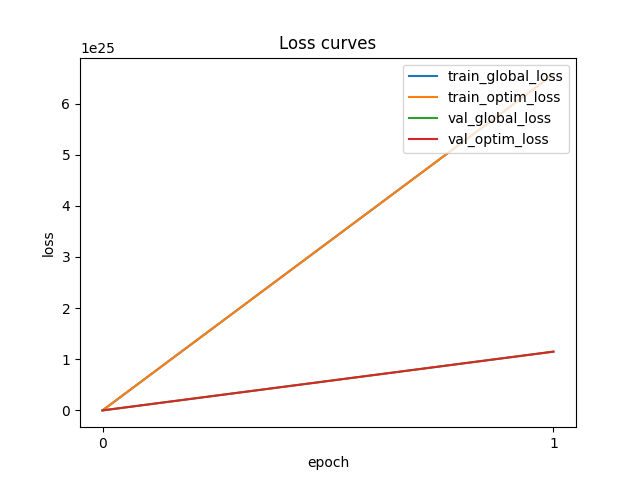 Loss curves
1e25
6
5
4
3
2
1
0
loss
train_global_loss
train_optim_loss
val_global_loss
val_optim_loss
0 1
epoch